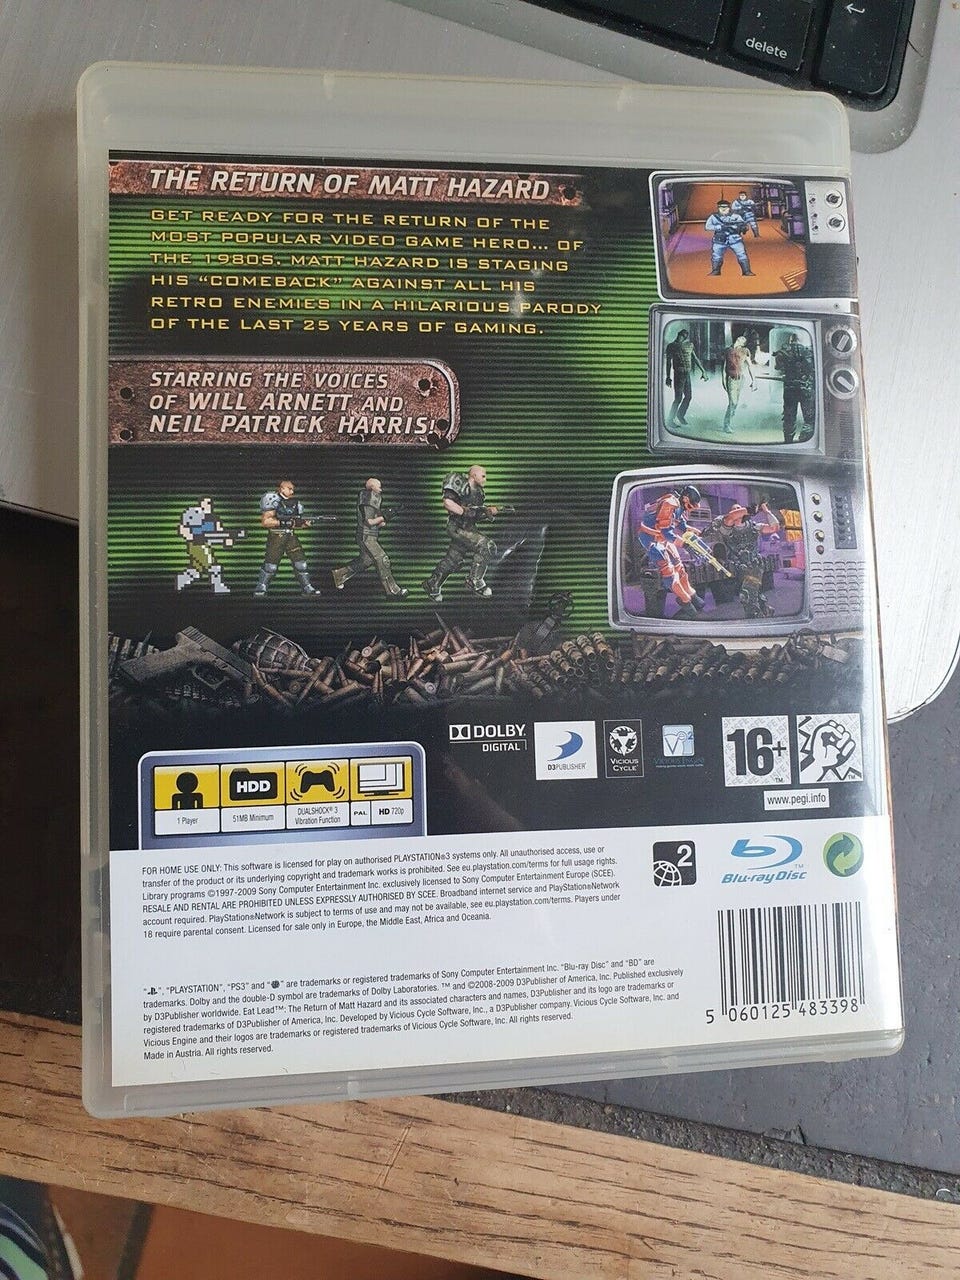 delete
THE RETURN OF MATT HAZARD
GET READY FOR THE RETURN OF THE
MOST POPULAR VIDEO GAME HERO... OF
THE 1980S. MATT HAZARD IS STAGING
HIS “COMEBACK” AGAINST ALL HIS
RETRO ENEMIES IN A HILARIOUS PARODY
OF THE LAST 25 YEARS OF GAMING.
STARRING THE VOICES
OF WILL ARNETT AND
NEIL PATRICK HARRIS!
DOLBY
DIGITAL
D3PUBLISHER
VICIOUS
CYCLE
16+
www.pegi.info
HDD
1 Player
51MB Minimum
DUALSHOCK® 3
Vibration Function
PAL
HD 720p
FOR HOME USE ONLY: This software is licensed for play on authorised PLAYSTATION®3 systems only. All unauthorised access, use or
transfer of the product or its underlying copyright and trademark works is prohibited. See eu.playstation.com/terms for full usage rights.
Library programs ©1997-2009 Sony Computer Entertainment Inc. exclusively licensed to Sony Computer Entertainment Europe (SCEE).
RESALE AND RENTAL ARE PROHIBITED UNLESS EXPRESSLY AUTHORISED BY SCEE. Broadband internet service and PlayStation®Network
account required. PlayStation®Network is subject to terms of use and may not be available, see eu.playstation.com/terms. Players under
18 require parental consent. Licensed for sale only in Europe, the Middle East, Africa and Oceania.
2
Blu-ray Disc
TM
“, “PLAYSTATION”, “PS3” and “ ” are trademarks or registered trademarks of Sony Computer Entertainment Inc. “Blu-ray Disc” and “BD” are
trademarks. Dolby and the double-D symbol are trademarks of Dolby Laboratories. ™ and ©2008-2009 D3Publisher of America, Inc. Published exclusively
by D3Publisher worldwide. Eat Lead™: The Return of Matt Hazard and its associated characters and names, D3Publisher and its logo are trademarks or
registered trademarks of D3Publisher of America, Inc. Developed by Vicious Cycle Software, Inc., a D3Publisher company. Vicious Cycle Software, Inc. and
Vicious Engine and their logos are trademarks or registered trademarks of Vicious Cycle Software, Inc.
Made in Austria. All rights reserved.
5 060125 483398